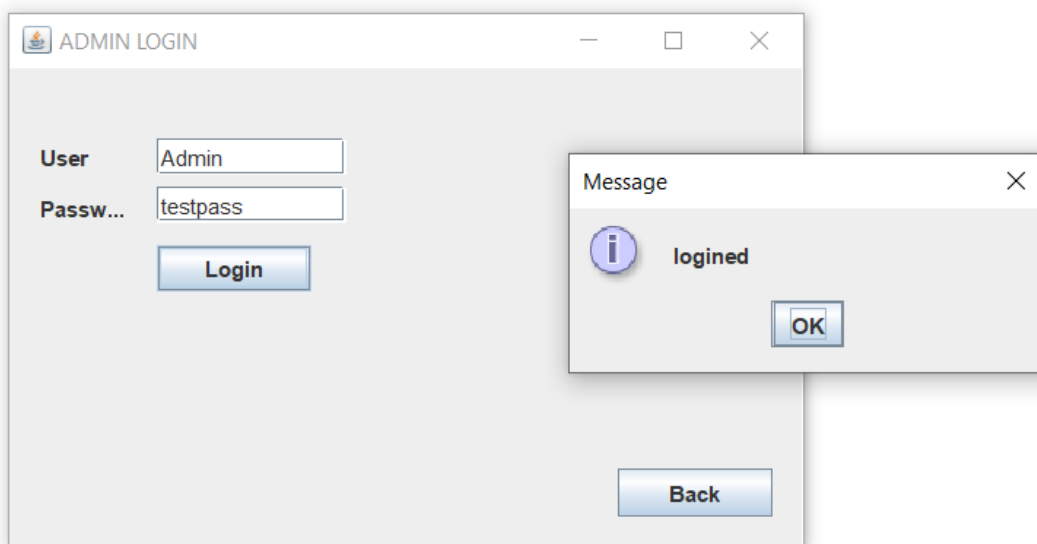 ADMIN LOGIN
User
Admin
Passw...
testpass
Login
Message
logined
OK
Back